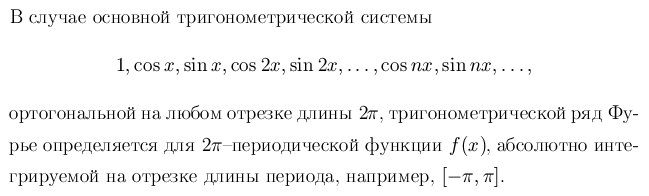 В случае основной тригонометрической системы
1, cos x, sin x, cos 2x, sin 2x, . . . , cos nx, sin nx, . . . ,
ортогональной на любом отрезке длины 2π, тригонометрический ряд Фу-
рье определяется для 2π–периодической функции f(x), абсолютно инте-
грируемой на отрезке длины периода, например, [−π, π].